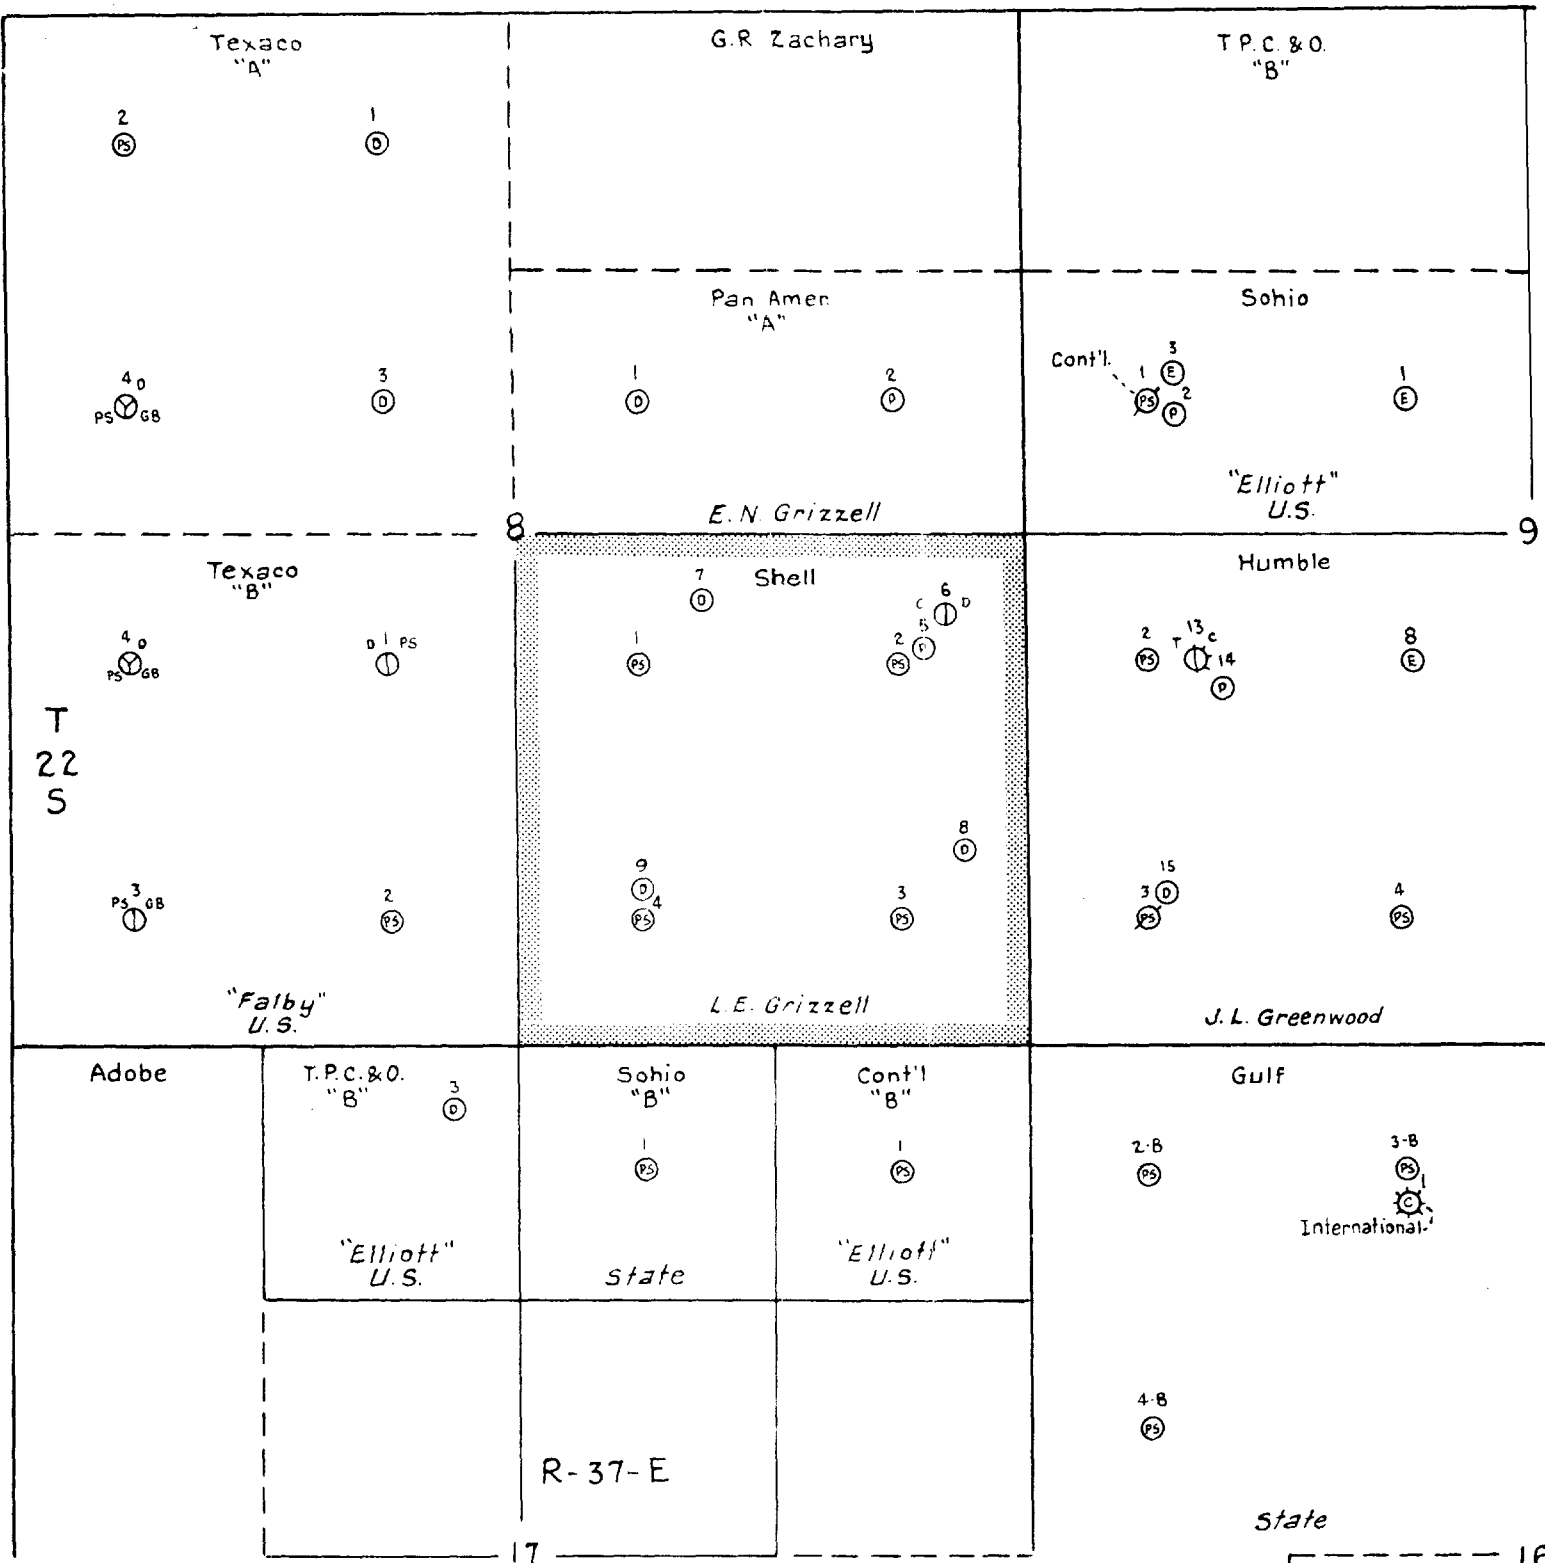 Texaco
"A"
2
PS
1
D
4 D
PS GB
3
D
G.R Zachary
Pan Amer.
"A"
1
D
2
P
E. N. Grizzell
T P. C. & O.
"B"
Sohio
Cont'l.
1
PS
3
E
2
P
1
E
"Elliott"
U.S.
8
9
Texaco
"B"
4 D
PS GB
D 1 PS
T
22
S
PS 3 GB
2
PS
"Falby"
U.S.
Shell
7
D
6
C D
5
1
PS
2
PS
8
D
9
D
4
PS
3
PS
L.E. Grizzell
Humble
2
PS
13
T C
14
P
8
E
15
D
3
PS
4
PS
J. L. Greenwood
Adobe
T. P. C. & O.
"B"
3
D
"Elliott"
U.S.
Sohio
"B"
1
PS
State
Cont'l
"B"
1
PS
"Elliott"
U.S.
Gulf
2-B
PS
3-B
PS
1
C
International
4-B
PS
R-37-E
State
17
16